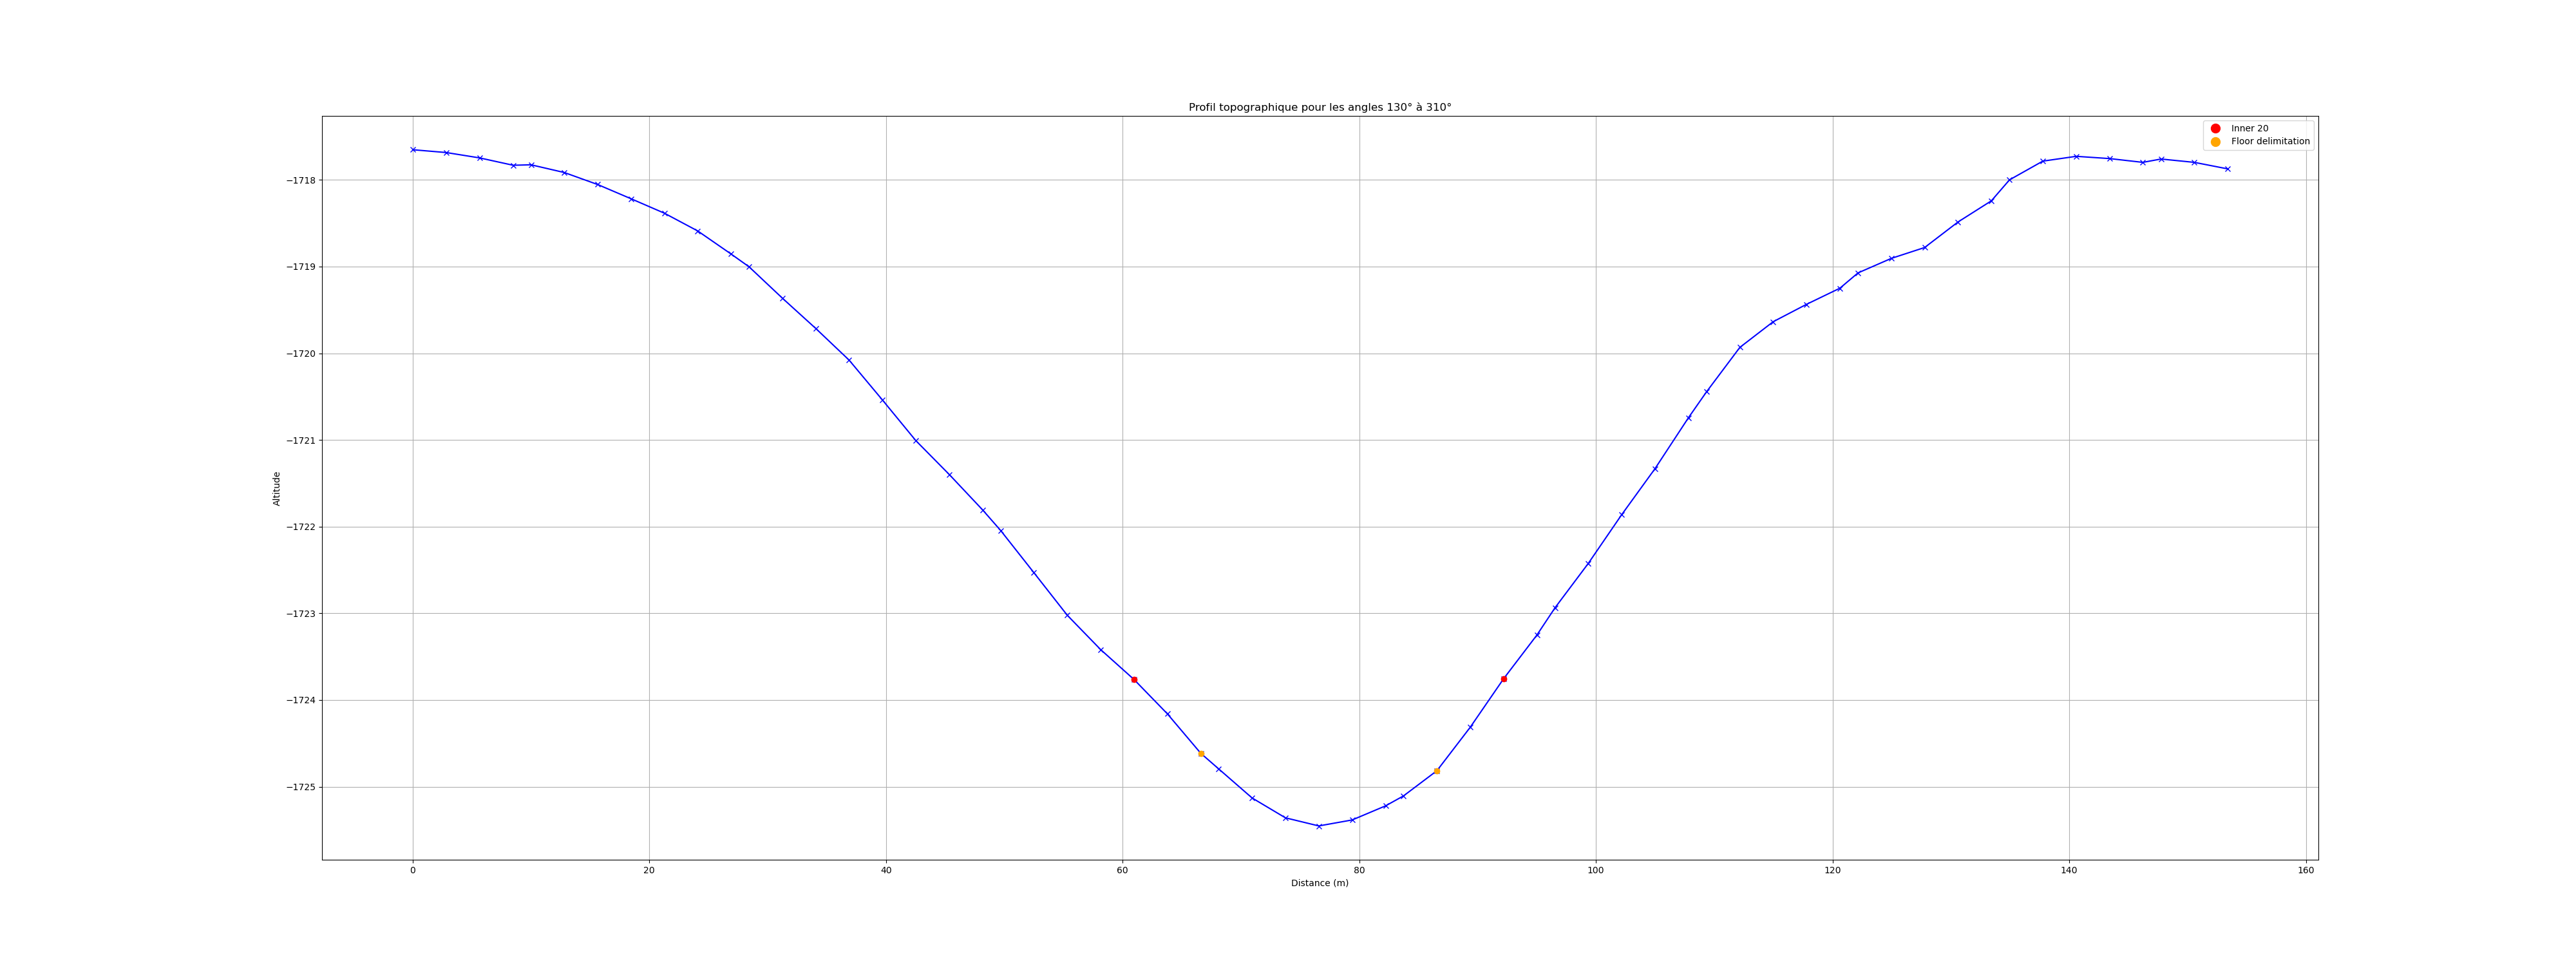 Profil topographique pour les angles 130° à 310°
Inner 20
Floor delimitation
−1718
−1719
−1720
−1721
−1722
−1723
−1724
−1725
Altitude
0 20 40 60 80 100 120 140 160
Distance (m)